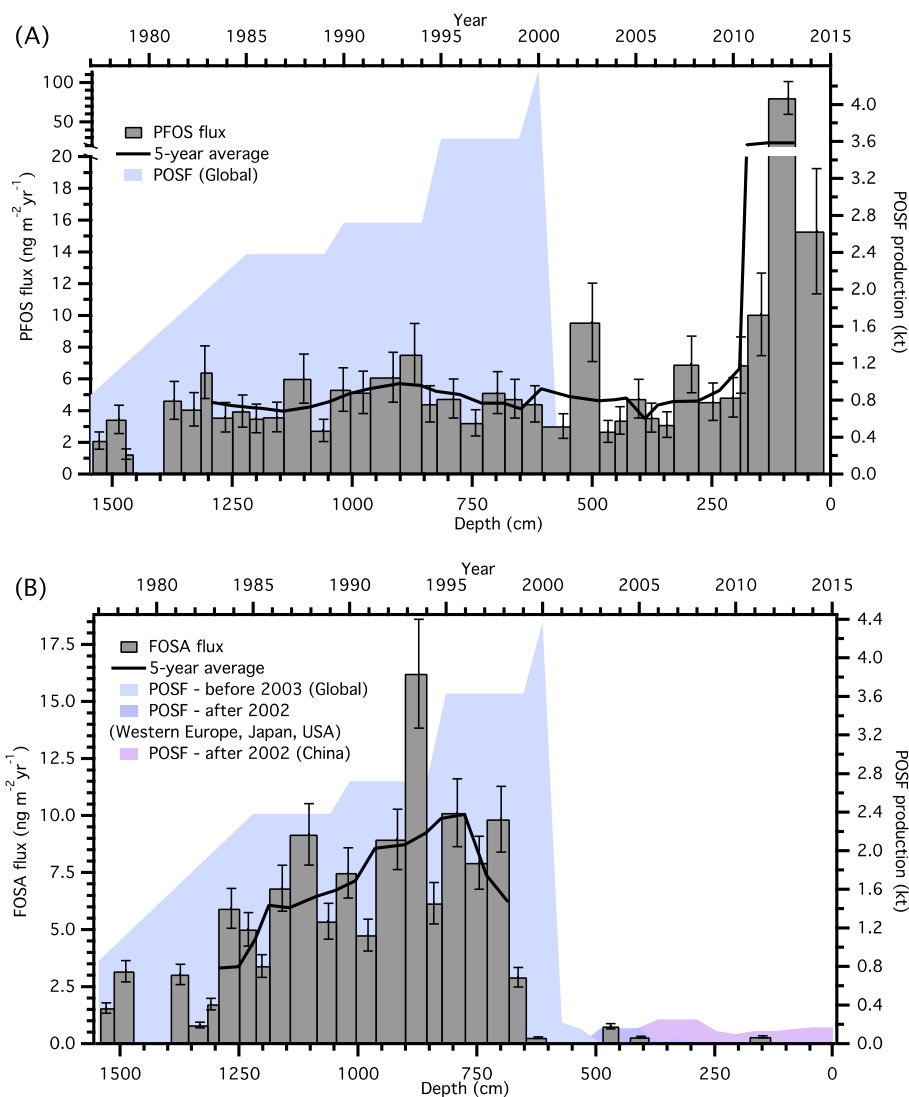 (A)
Year
1980 1985 1990 1995 2000 2005 2010 2015
100
50
20
18
16
14
12
10
8
6
4
2
0
PFOS flux (ng m⁻²yr⁻¹)
PFOS flux
5-year average
POSF (Global)
4.0
3.6
3.2
2.8
2.4
2.0
1.6
1.2
0.8
0.4
0.0
POSF production (kt)
1500 1250 1000 750 500 250 0
Depth (cm)
(B)
Year
1980 1985 1990 1995 2000 2005 2010 2015
17.5
15.0
12.5
10.0
7.5
5.0
2.5
0.0
FOSA flux (ng m⁻²yr⁻¹)
FOSA flux
5-year average
POSF - before 2003 (Global)
POSF - after 2002
(Western Europe, Japan, USA)
POSF - after 2002 (China)
4.4
4.0
3.6
3.2
2.8
2.4
2.0
1.6
1.2
0.8
0.4
0.0
POSF production (kt)
1500 1250 1000 750 500 250 0
Depth (cm)